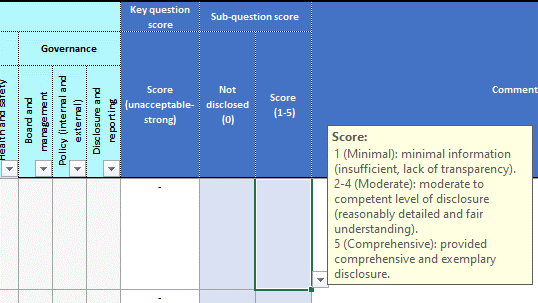 Key question
score
Sub-question score
Governance
Health and safety
Board and
management
Policy (internal and
external)
Disclosure and
reporting
Score
(unacceptable-
strong)
Not
disclosed
(0)
Score
(1-5)
Comment
Score:
1 (Minimal): minimal information
(insufficient, lack of transparency).
2-4 (Moderate): moderate to
competent level of disclosure
(reasonably detailed and fair
understanding).
5 (Comprehensive): provided
comprehensive and exemplary
disclosure.
-
-